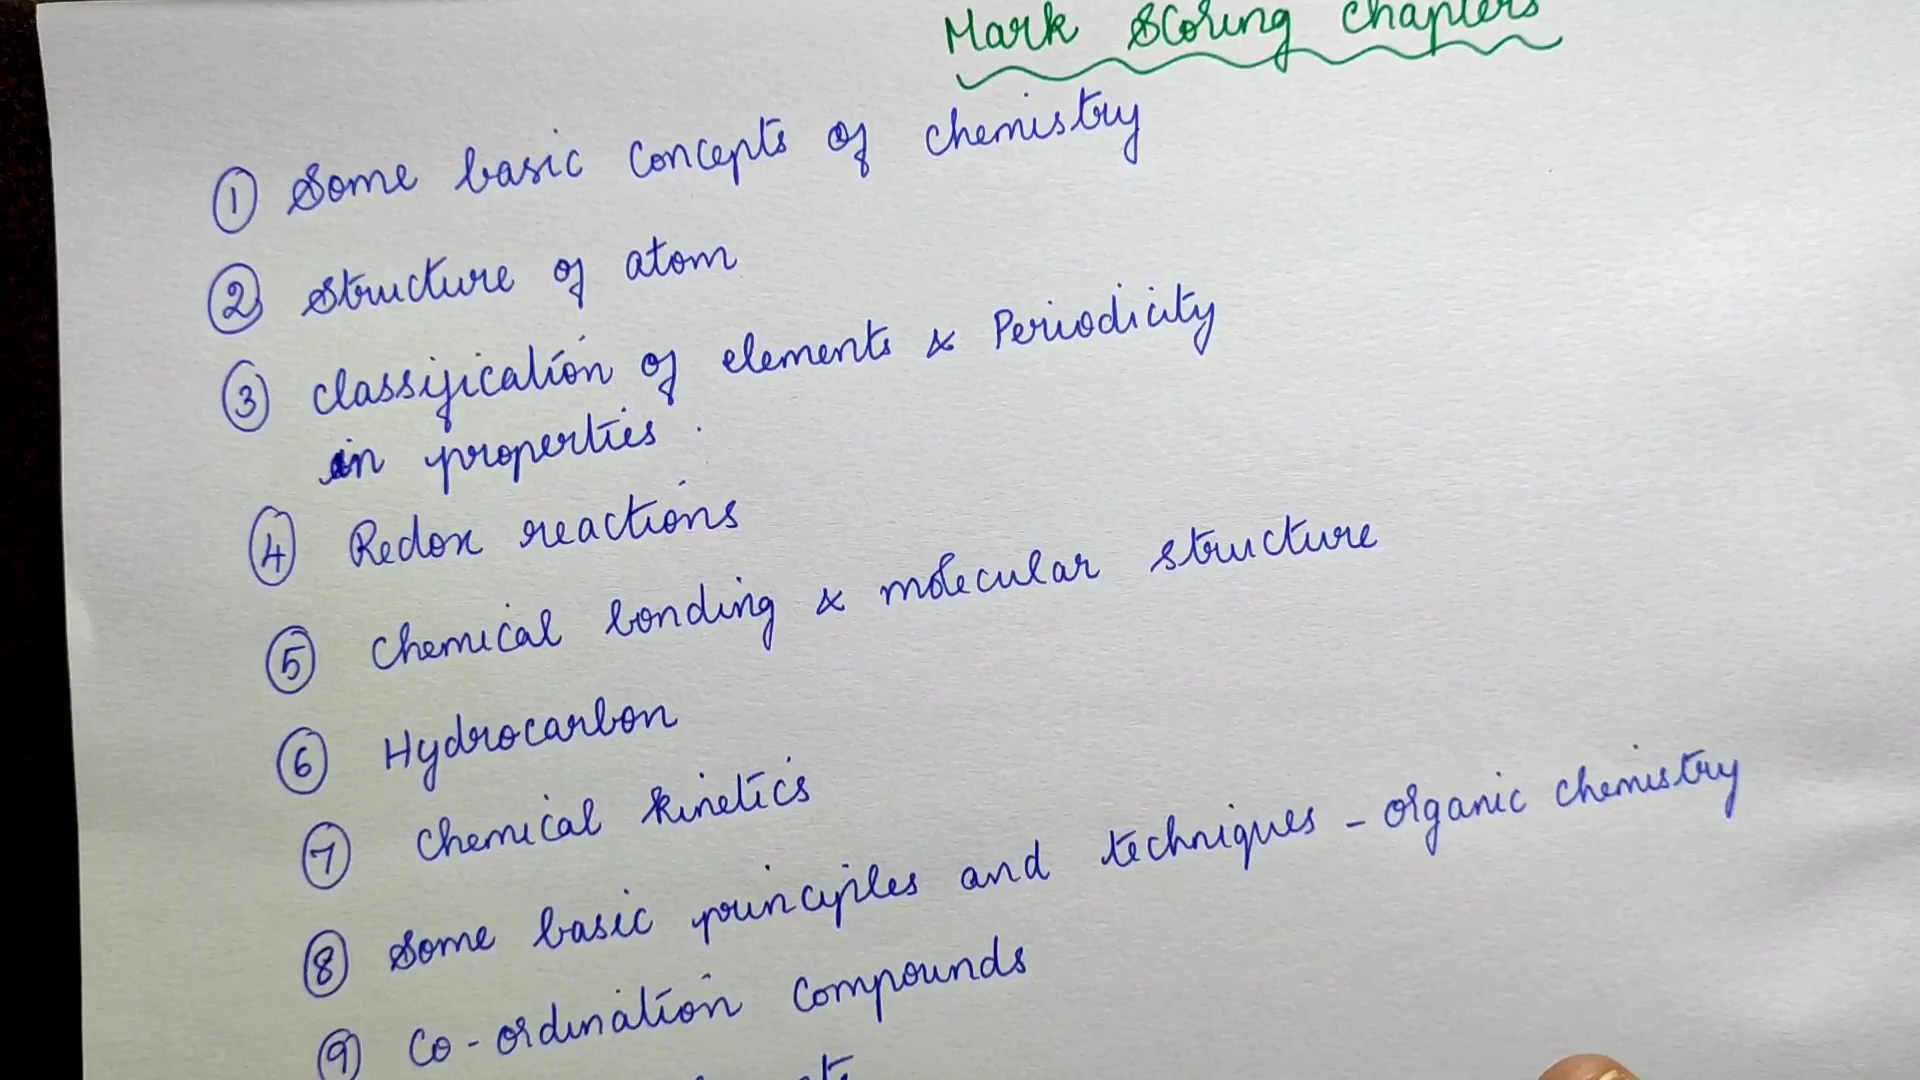 Mark Scoring chapters
① Some basic concepts of chemistry
② Structure of atom
③ classification of elements & Periodicity
in properties.
④ Redox reactions
⑤ chemical bonding & molecular structure
⑥ Hydrocarbon
⑦ chemical kinetics
⑧ Some basic principles and techniques - organic chemistry
⑨ Co-ordination compounds